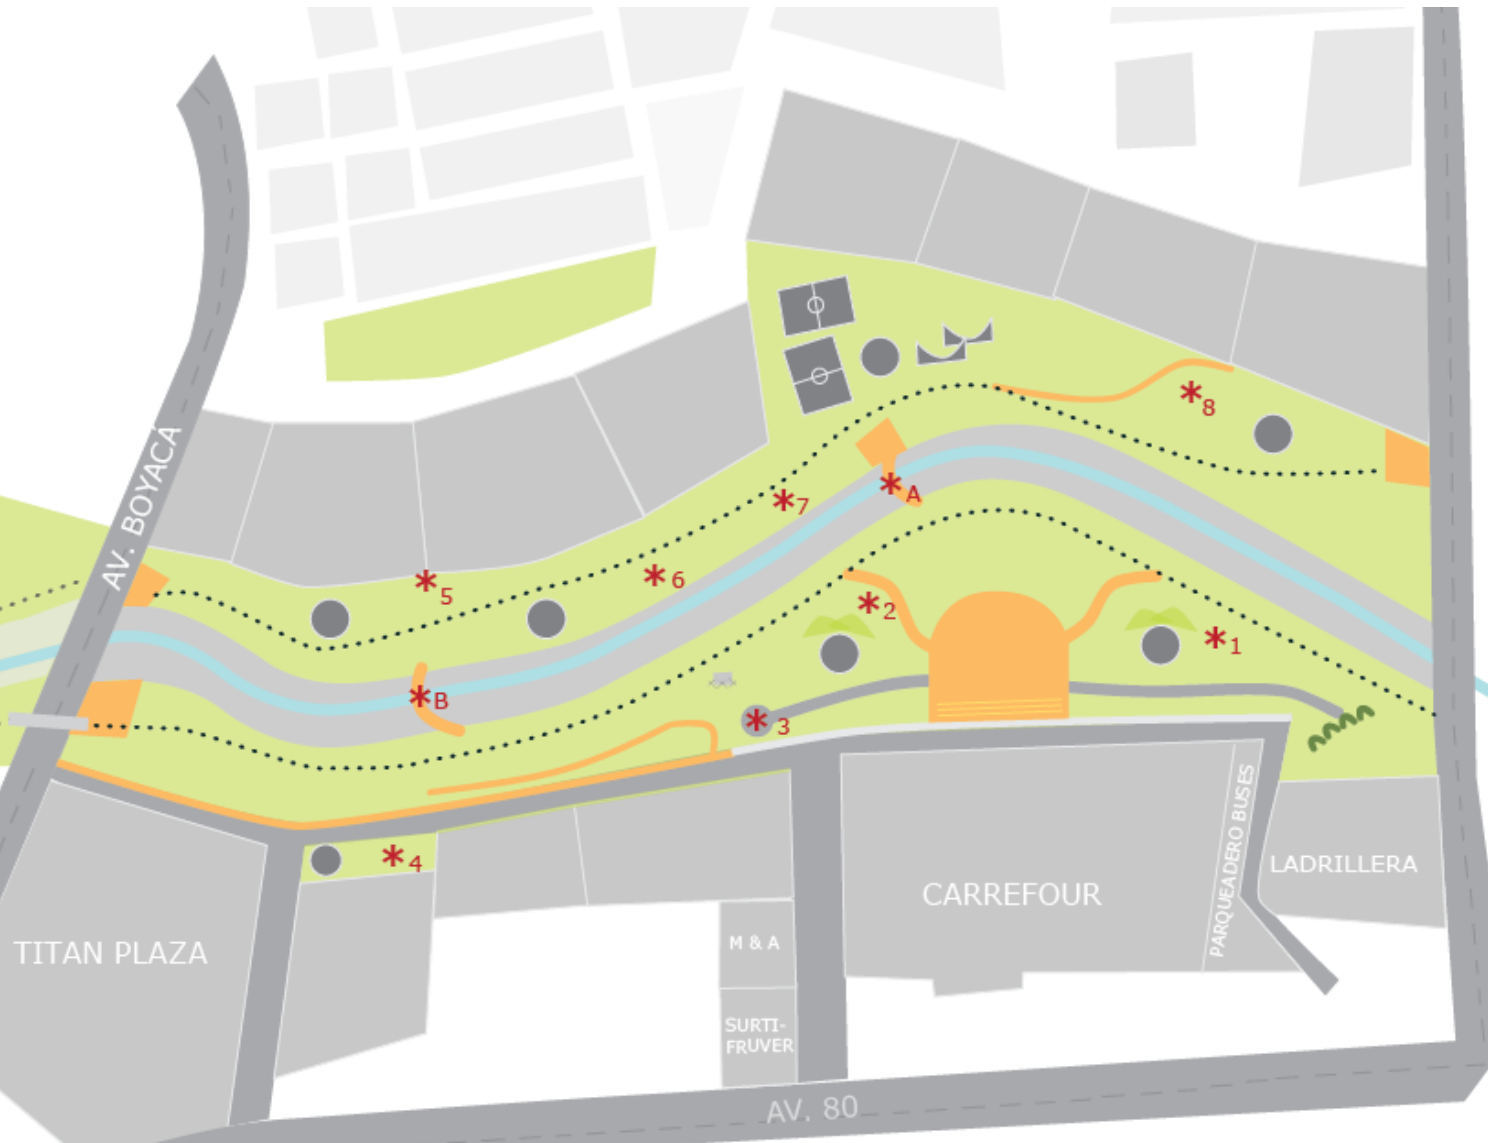 AV. BOYACA
*8
*7
*A
*6
*5
*2
*1
*B
*3
*4
PARQUEADERO BUSES
LADRILLERA
CARREFOUR
TITAN PLAZA
M & A
SURTI-
FRUVER
AV. 80